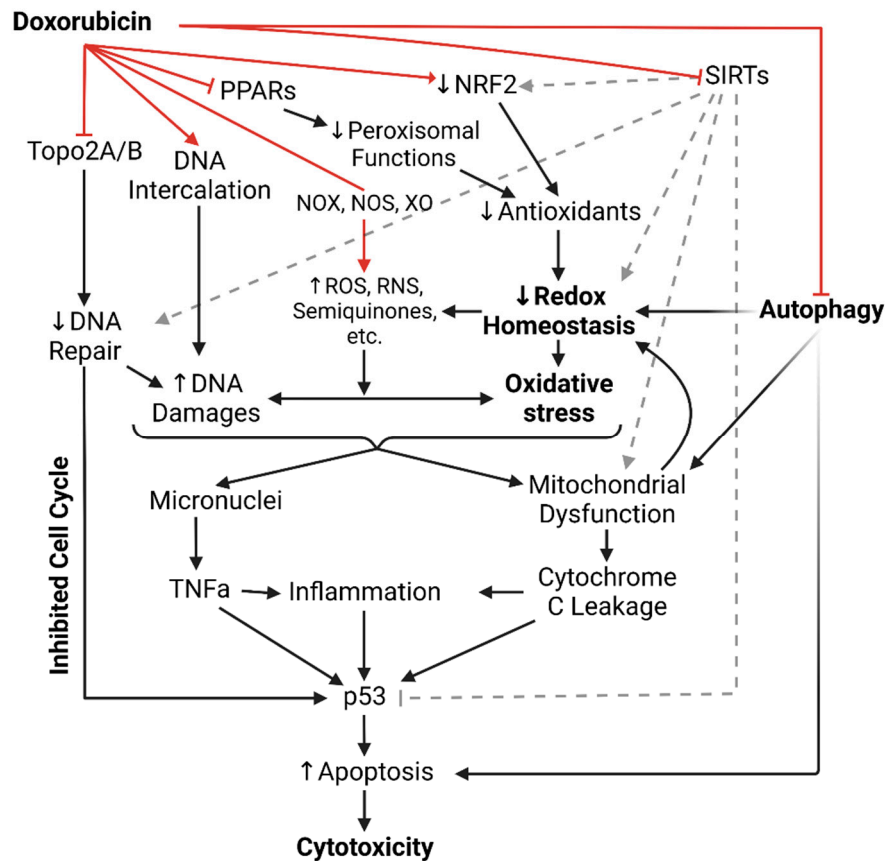 Doxorubicin
SIRTs
PPARs
↓NRF2
Topo2A/B
DNA
Intercalation
↓Peroxisomal
Functions
NOX, NOS, XO
↓Antioxidants
↑ROS, RNS,
Semiquinones,
etc.
↓Redox
Homeostasis
Autophagy
↓DNA
Repair
↑DNA
Damages
Oxidative
stress
Inhibited Cell Cycle
Micronuclei
Mitochondrial
Dysfunction
TNFa
Inflammation
Cytochrome
C Leakage
p53
↑Apoptosis
Cytotoxicity